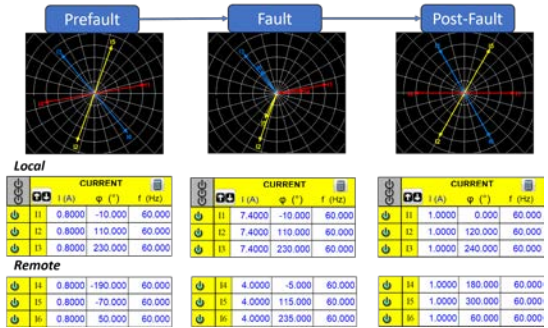 Prefault Fault Post-Fault
Local
CURRENT CURRENT CURRENT
I (A) φ (°) f (Hz) I (A) φ (°) f (Hz) I (A) φ (°) f (Hz)
I1 0.8000 -10.000 60.000 I1 7.4000 -10.000 60.000 I1 1.0000 0.000 60.000
I2 0.8000 110.000 60.000 I2 7.4000 110.000 60.000 I2 1.0000 120.000 60.000
I3 0.8000 230.000 60.000 I3 7.4000 230.000 60.000 I3 1.0000 240.000 60.000
Remote
I4 0.8000 -190.000 60.000 I4 4.0000 -5.000 60.000 I4 1.0000 180.000 60.000
I5 0.8000 -70.000 60.000 I5 4.0000 115.000 60.000 I5 1.0000 300.000 60.000
I6 0.8000 50.000 60.000 I6 4.0000 235.000 60.000 I6 1.0000 60.000 60.000